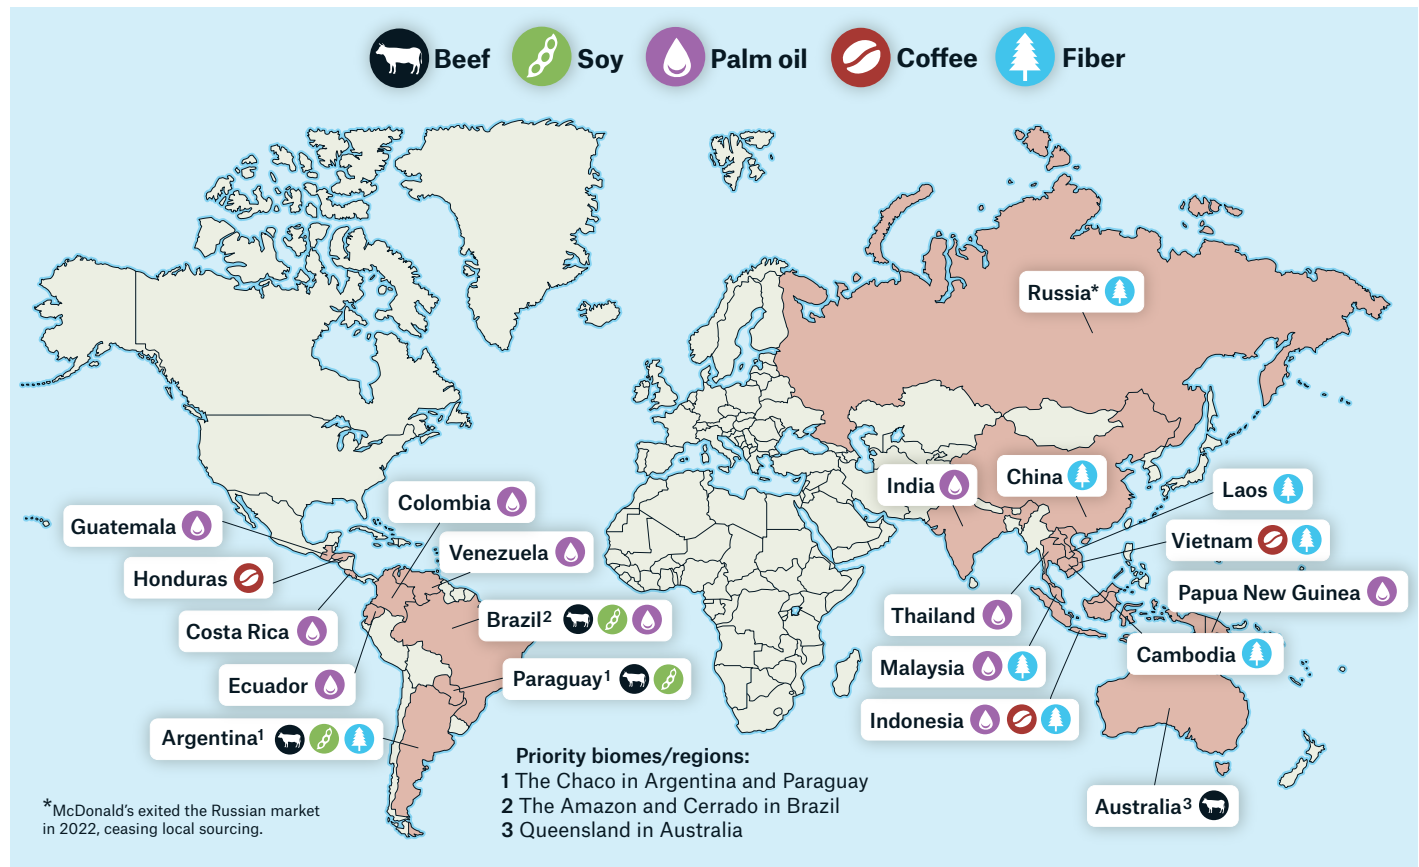 Beef
Soy
Palm oil
Coffee
Fiber
Russia*
India
China
Laos
Colombia
Guatemala
Vietnam
Venezuela
Honduras
Papua New Guinea
Brazil2
Thailand
Costa Rica
Cambodia
Malaysia
Paraguay1
Ecuador
Indonesia
Argentina1
Priority biomes/regions:
1 The Chaco in Argentina and Paraguay
2 The Amazon and Cerrado in Brazil
3 Queensland in Australia
Australia3
*McDonald's exited the Russian market
in 2022, ceasing local sourcing.